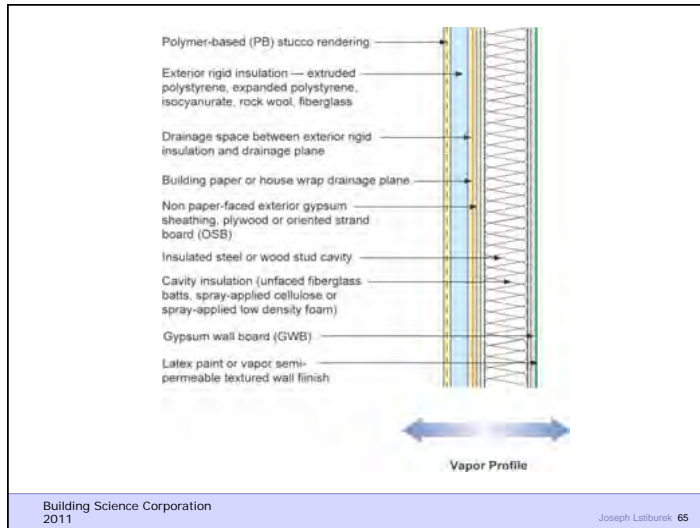 Polymer-based (PB) stucco rendering
Exterior rigid insulation — extruded
polystyrene, expanded polystyrene,
isocyanurate, rock wool, fiberglass
Drainage space between exterior rigid
insulation and drainage plane
Building paper or house wrap drainage plane
Non paper-faced exterior gypsum
sheathing, plywood or oriented strand
board (OSB)
Insulated steel or wood stud cavity
Cavity insulation (unfaced fiberglass
batts, spray-applied cellulose or
spray-applied low density foam)
Gypsum wall board (GWB)
Latex paint or vapor semi-
permeable textured wall fiinish
Vapor Profile
Building Science Corporation
2011
Joseph Lstiburek 65